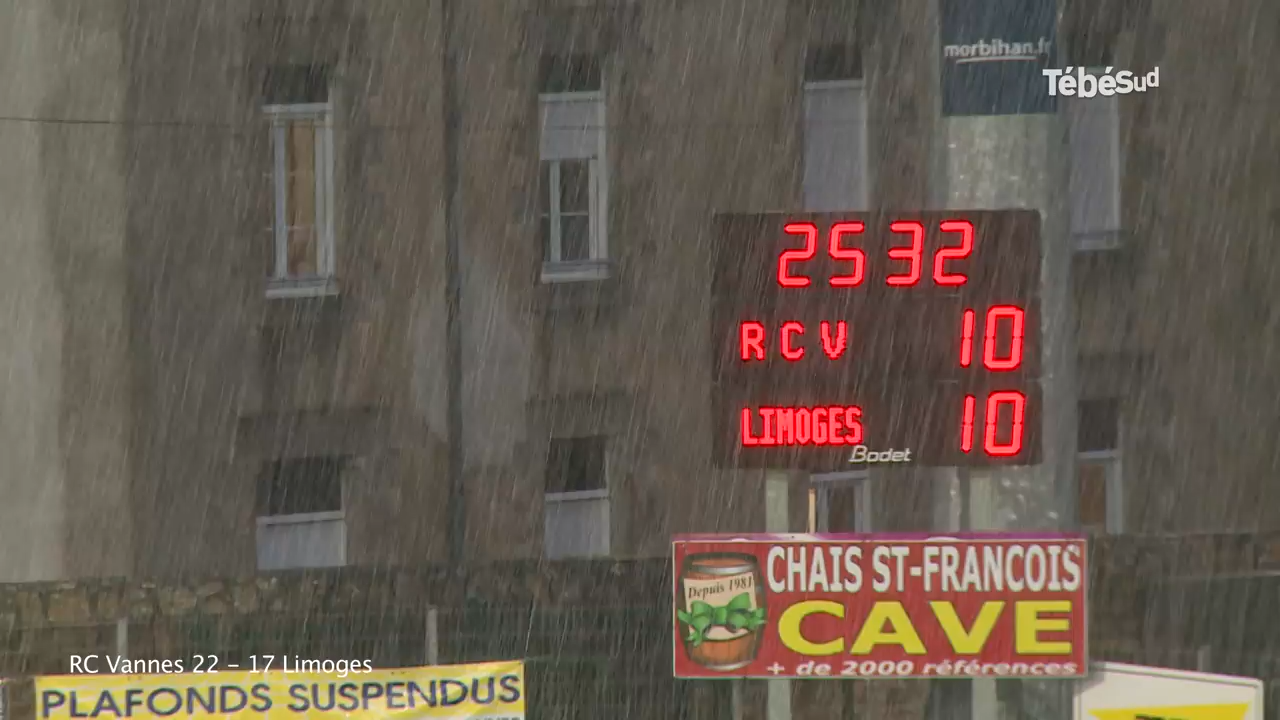 morbihan.fr
TébéSud
25 32
RCV 10
LIMOGES 10
Bodet
CHAIS ST-FRANCOIS
Depuis 1981
CAVE
+ de 2000 références
RC Vannes 22 – 17 Limoges
PLAFONDS SUSPENDUS